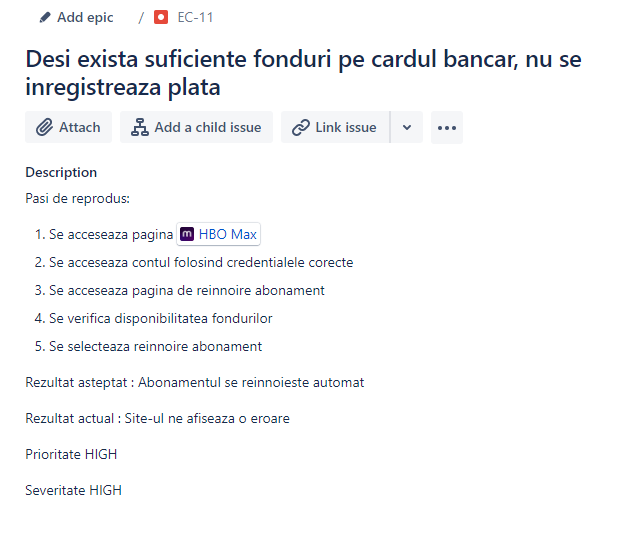 Add epic / EC-11
Desi exista suficiente fonduri pe cardul bancar, nu se
inregistreaza plata
Attach Add a child issue Link issue
Description
Pasi de reprodus:
1. Se acceseaza pagina m HBO Max
2. Se acceseaza contul folosind credentialele corecte
3. Se acceseaza pagina de reinnoire abonament
4. Se verifica disponibilitatea fondurilor
5. Se selecteaza reinnoire abonament
Rezultat asteptat : Abonamentul se reinnoieste automat
Rezultat actual : Site-ul ne afiseaza o eroare
Prioritate HIGH
Severitate HIGH